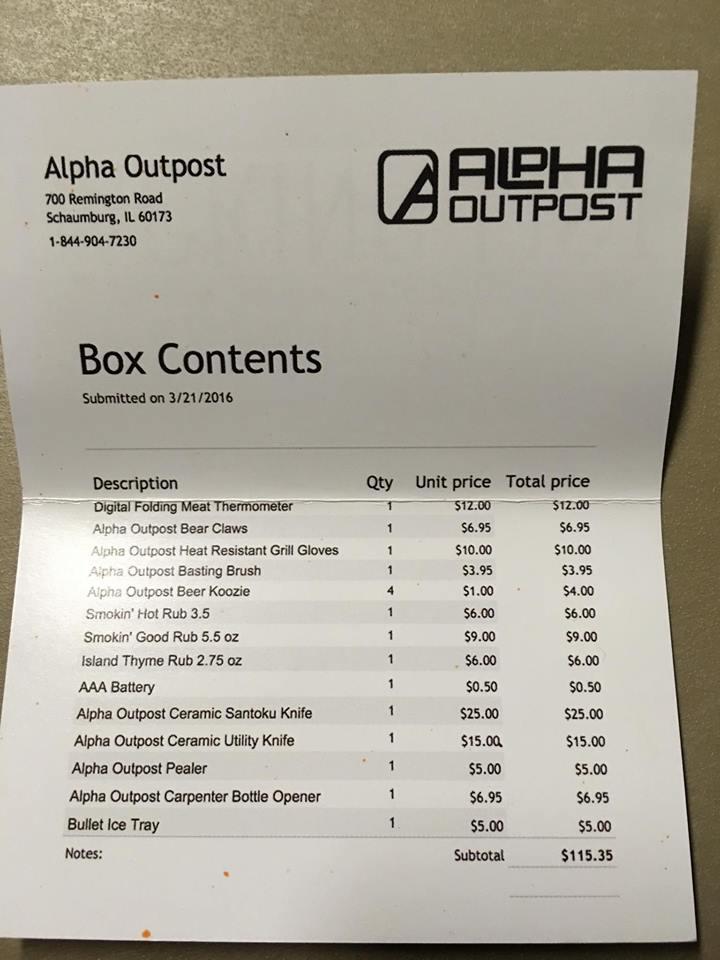 Alpha Outpost
700 Remington Road
Schaumburg, IL 60173
1-844-904-7230
ALPHA
OUTPOST
Box Contents
Submitted on 3/21/2016
Description Qty Unit price Total price
Digital Folding Meat Thermometer 1 $12.00 $12.00
Alpha Outpost Bear Claws 1 $6.95 $6.95
Alpha Outpost Heat Resistant Grill Gloves 1 $10.00 $10.00
Alpha Outpost Basting Brush 1 $3.95 $3.95
Alpha Outpost Beer Koozie 4 $1.00 $4.00
Smokin' Hot Rub 3.5 1 $6.00 $6.00
Smokin' Good Rub 5.5 oz 1 $9.00 $9.00
Island Thyme Rub 2.75 oz 1 $6.00 $6.00
AAA Battery 1 $0.50 $0.50
Alpha Outpost Ceramic Santoku Knife 1 $25.00 $25.00
Alpha Outpost Ceramic Utility Knife 1 $15.00 $15.00
Alpha Outpost Pealer 1 $5.00 $5.00
Alpha Outpost Carpenter Bottle Opener 1 $6.95 $6.95
Bullet Ice Tray 1 $5.00 $5.00
Notes: Subtotal $115.35